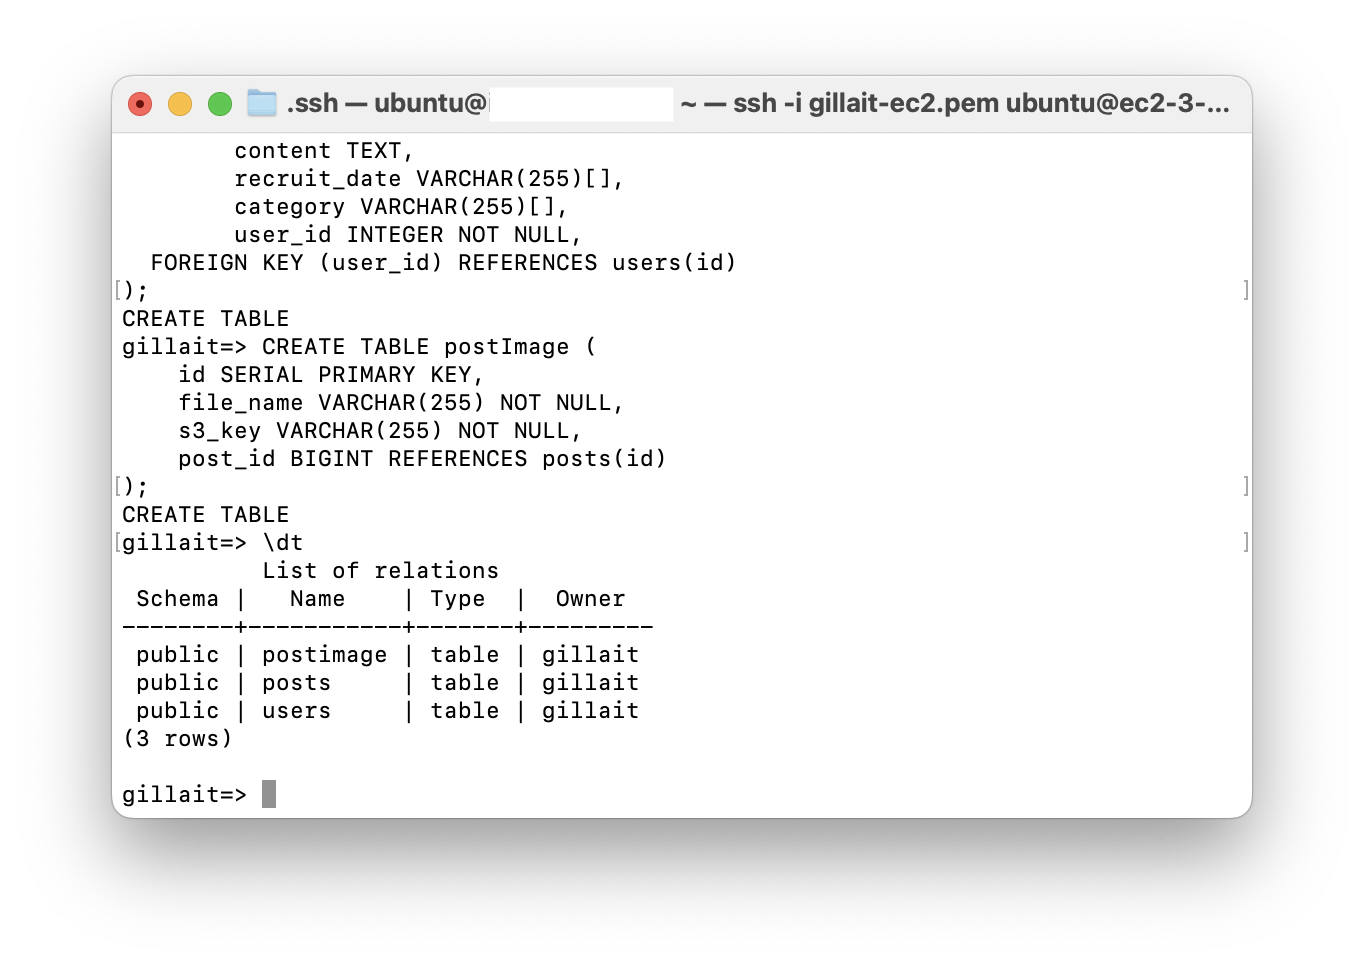 .ssh — ubuntu@ ~ — ssh -i gillait-ec2.pem ubuntu@ec2-3-...
        content TEXT,
        recruit_date VARCHAR(255)[],
        category VARCHAR(255)[],
        user_id INTEGER NOT NULL,
  FOREIGN KEY (user_id) REFERENCES users(id)
[); ]
CREATE TABLE
gillait=> CREATE TABLE postImage (
    id SERIAL PRIMARY KEY,
    file_name VARCHAR(255) NOT NULL,
    s3_key VARCHAR(255) NOT NULL,
    post_id BIGINT REFERENCES posts(id)
[); ]
CREATE TABLE
[gillait=> \dt ]
          List of relations
 Schema |   Name    | Type  |  Owner
--------+-----------+-------+---------
 public | postimage | table | gillait
 public | posts     | table | gillait
 public | users     | table | gillait
(3 rows)
gillait=>